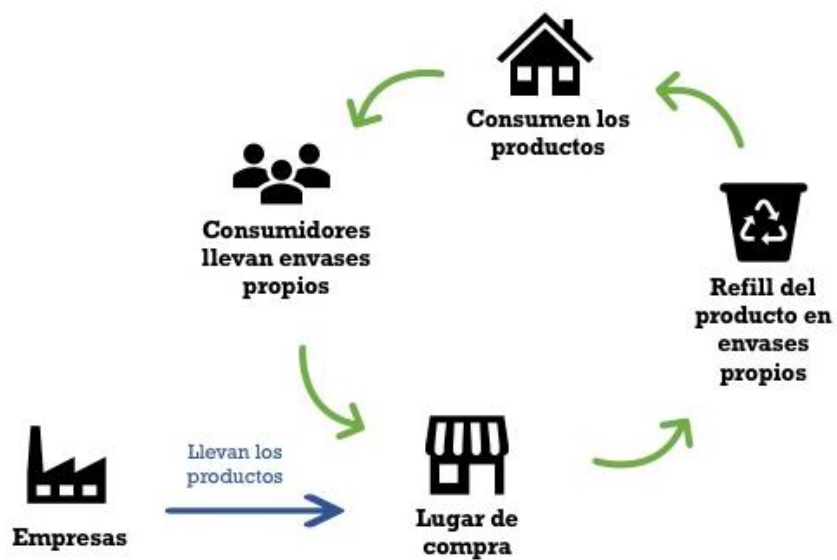 Consumen los
productos
Consumidores
llevan envases
propios
Refill del
producto en
envases
propios
Llevan los
productos
Empresas
Lugar de
compra